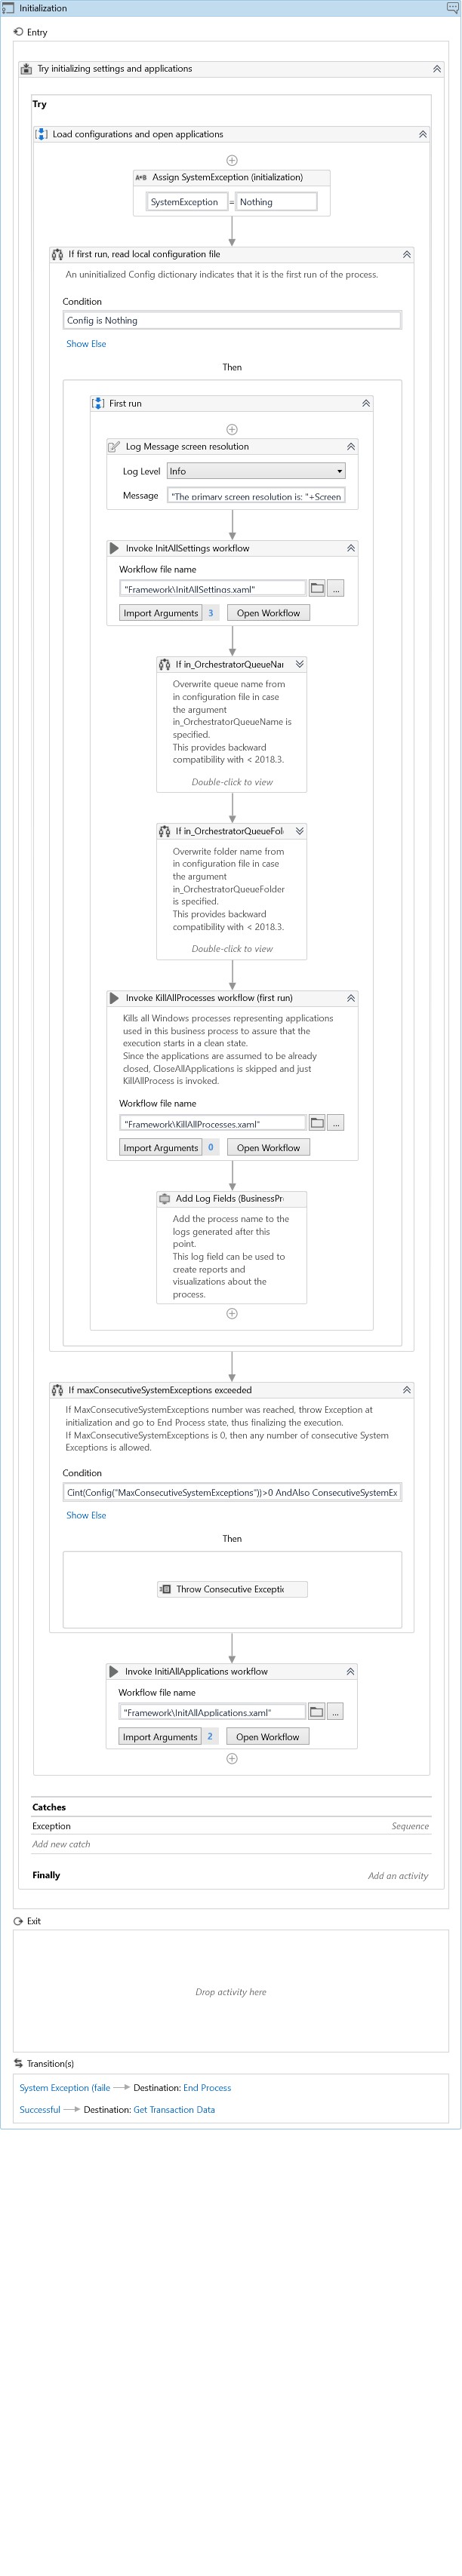 Initialization
Entry
Try initializing settings and applications
Try
Load configurations and open applications
A+B Assign SystemException (initialization)
SystemException = Nothing
If first run, read local configuration file
An uninitialized Config dictionary indicates that it is the first run of the process.
Condition
Config is Nothing
Show Else
Then
First run
Log Message screen resolution
Log Level Info
Message "The primary screen resolution is: "+Screen
Invoke InitAllSettings workflow
Workflow file name
"Framework\InitAllSettings.xaml"
...
Import Arguments 3 Open Workflow
If in_OrchestratorQueueNar
Overwrite queue name from
in configuration file in case
the argument
in_OrchestratorQueueName is
specified.
This provides backward
compatibility with < 2018.3.
Double-click to view
If in_OrchestratorQueueFol
Overwrite folder name from
in configuration file in case
the argument
in_OrchestratorQueueFolder
is specified.
This provides backward
compatibility with < 2018.3.
Double-click to view
Invoke KillAllProcesses workflow (first run)
Kills all Windows processes representing applications
used in this business process to assure that the
execution starts in a clean state.
Since the applications are assumed to be already
closed, CloseAllApplications is skipped and just
KillAllProcess is invoked.
Workflow file name
"Framework\KillAllProcesses.xaml"
...
Import Arguments 0 Open Workflow
Add Log Fields (BusinessPr
Add the process name to the
logs generated after this
point.
This log field can be used to
create reports and
visualizations about the
process.
If maxConsecutiveSystemExceptions exceeded
If MaxConsecutiveSystemExceptions number was reached, throw Exception at
initialization and go to End Process state, thus finalizing the execution.
If MaxConsecutiveSystemExceptions is 0, then any number of consecutive System
Exceptions is allowed.
Condition
Cint(Config("MaxConsecutiveSystemExceptions"))>0 AndAlso ConsecutiveSystemEx
Show Else
Then
Throw Consecutive Exceptic
Invoke InitiAllApplications workflow
Workflow file name
"Framework\InitAllApplications.xaml"
...
Import Arguments 2 Open Workflow
Catches
Exception Sequence
Add new catch
Finally Add an activity
Exit
Drop activity here
Transition(s)
System Exception (faile Destination: End Process
Successful Destination: Get Transaction Data